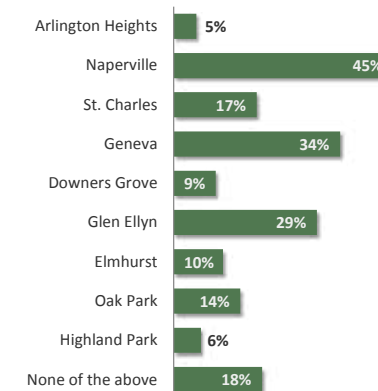 Arlington Heights 5%
Naperville 45%
St. Charles 17%
Geneva 34%
Downers Grove 9%
Glen Ellyn 29%
Elmhurst 10%
Oak Park 14%
Highland Park 6%
None of the above 18%